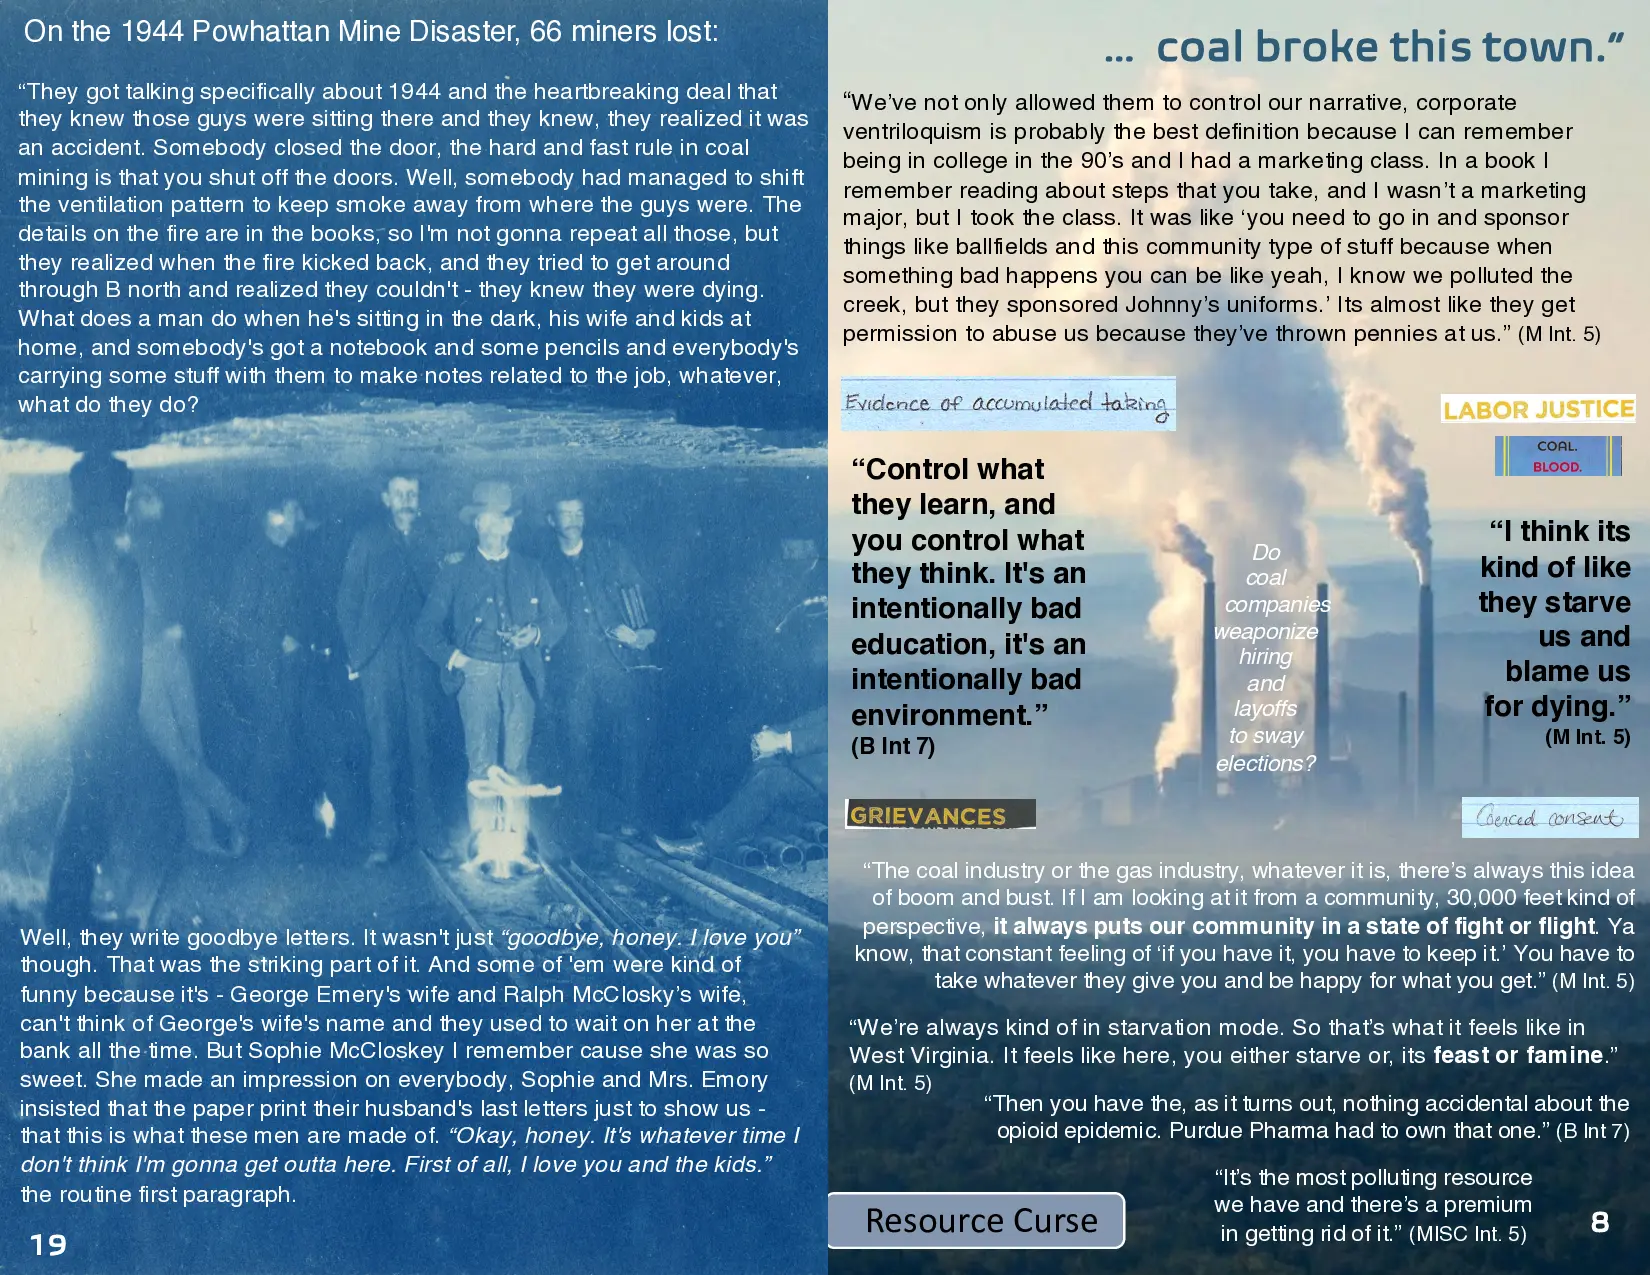 On the 1944 Powhattan Mine Disaster, 66 miners lost:
“They got talking specifically about 1944 and the heartbreaking deal that
they knew those guys were sitting there and they knew, they realized it was
an accident. Somebody closed the door, the hard and fast rule in coal
mining is that you shut off the doors. Well, somebody had managed to shift
the ventilation pattern to keep smoke away from where the guys were. The
details on the fire are in the books, so I'm not gonna repeat all those, but
they realized when the fire kicked back, and they tried to get around
through B north and realized they couldn't - they knew they were dying.
What does a man do when he's sitting in the dark, his wife and kids at
home, and somebody's got a notebook and some pencils and everybody's
carrying some stuff with them to make notes related to the job, whatever,
what do they do?
Well, they write goodbye letters. It wasn't just “goodbye, honey. I love you”
though. That was the striking part of it. And some of 'em were kind of
funny because it's - George Emery's wife and Ralph McClosky’s wife,
can't think of George's wife's name and they used to wait on her at the
bank all the time. But Sophie McCloskey I remember cause she was so
sweet. She made an impression on everybody, Sophie and Mrs. Emory
insisted that the paper print their husband's last letters just to show us -
that this is what these men are made of. “Okay, honey. It's whatever time I
don't think I'm gonna get outta here. First of all, I love you and the kids.”
the routine first paragraph.
19
... coal broke this town.”
“We’ve not only allowed them to control our narrative, corporate
ventriloquism is probably the best definition because I can remember
being in college in the 90’s and I had a marketing class. In a book I
remember reading about steps that you take, and I wasn’t a marketing
major, but I took the class. It was like ‘you need to go in and sponsor
things like ballfields and this community type of stuff because when
something bad happens you can be like yeah, I know we polluted the
creek, but they sponsored Johnny’s uniforms.’ Its almost like they get
permission to abuse us because they’ve thrown pennies at us.” (M Int. 5)
Evidence of accumulated taking
LABOR JUSTICE
COAL.
BLOOD.
“Control what
they learn, and
you control what
they think. It's an
intentionally bad
education, it's an
intentionally bad
environment.”
(B Int 7)
Do
coal
companies
weaponize
hiring
and
layoffs
to sway
elections?
“I think its
kind of like
they starve
us and
blame us
for dying.”
(M Int. 5)
GRIEVANCES
Coerced consent
“The coal industry or the gas industry, whatever it is, there’s always this idea
of boom and bust. If I am looking at it from a community, 30,000 feet kind of
perspective, it always puts our community in a state of fight or flight. Ya
know, that constant feeling of ‘if you have it, you have to keep it.’ You have to
take whatever they give you and be happy for what you get.” (M Int. 5)
“We’re always kind of in starvation mode. So that’s what it feels like in
West Virginia. It feels like here, you either starve or, its feast or famine.”
(M Int. 5)
“Then you have the, as it turns out, nothing accidental about the
opioid epidemic. Purdue Pharma had to own that one.” (B Int 7)
“It’s the most polluting resource
we have and there’s a premium
in getting rid of it.” (MISC Int. 5)
Resource Curse
8